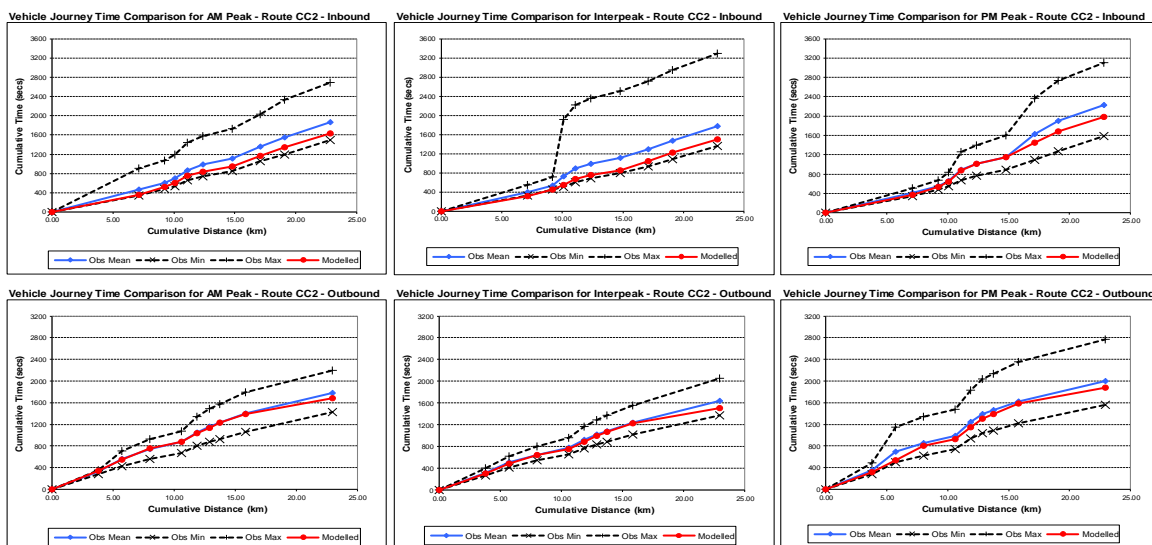 Vehicle Journey Time Comparison for AM Peak - Route CC2 - Inbound
3600
3200
2800
2400
2000
1600
1200
800
400
0
Cumulative Time (secs)
0.00 5.00 10.00 15.00 20.00 25.00
Cumulative Distance (km)
Obs Mean Obs Min Obs Max Modelled
Vehicle Journey Time Comparison for Interpeak - Route CC2 - Inbound
3600
3200
2800
2400
2000
1600
1200
800
400
0
Cumulative Time (secs)
0.00 5.00 10.00 15.00 20.00 25.00
Cumulative Distance (km)
Obs Mean Obs Min Obs Max Modelled
Vehicle Journey Time Comparison for PM Peak - Route CC2 - Inbound
3600
3200
2800
2400
2000
1600
1200
800
400
0
Cumulative Time (secs)
0.00 5.00 10.00 15.00 20.00 25.00
Cumulative Distance (km)
Obs Mean Obs Min Obs Max Modelled
Vehicle Journey Time Comparison for AM Peak - Route CC2 - Outbound
3200
2800
2400
2000
1600
1200
800
400
0
Cumulative Time (secs)
0.00 5.00 10.00 15.00 20.00 25.00
Cumulative Distance (km)
Obs Mean Obs Min Obs Max Modelled
Vehicle Journey Time Comparison for Interpeak - Route CC2 - Outbound
3200
2800
2400
2000
1600
1200
800
400
0
Cumulative Time (secs)
0.00 5.00 10.00 15.00 20.00 25.00
Cumulative Distance (km)
Obs Mean Obs Min Obs Max Modelled
Vehicle Journey Time Comparison for PM Peak - Route CC2 - Outbound
3200
2800
2400
2000
1600
1200
800
400
0
Cumulative Time (secs)
0.00 5.00 10.00 15.00 20.00 25.00
Cumulative Distance (km)
Obs Mean Obs Min Obs Max Modelled